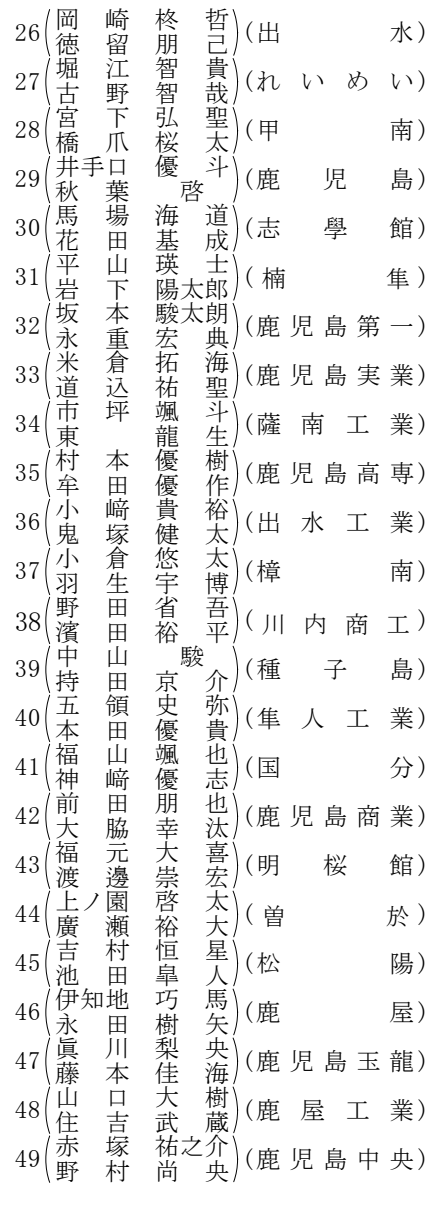 26(岡崎柊哲
徳留朋己)(出水)
27(堀江智貴
古野智哉)(れいめい)
28(宮下弘聖
橋爪桜太)(甲南)
29(井手口優斗
秋葉啓)(鹿児島)
30(馬場海道
花田基成)(志學館)
31(平山瑛士
岩下陽太郎)(楠隼)
32(坂本駿太朗
永重宏典)(鹿児島第一)
33(米倉拓海
道込祐聖)(鹿児島実業)
34(市坪颯斗
東龍生)(薩南工業)
35(村本優樹
牟田優作)(鹿児島高専)
36(小﨑貴裕
鬼塚健太)(出水工業)
37(小倉悠太
羽生宇博)(樟南)
38(野田省吾
濱田裕平)(川内商工)
39(中山駿
持田京介)(種子島)
40(五領史弥
本田優貴)(隼人工業)
41(福山颯也
神﨑優志)(国分)
42(前田朋也
大脇幸汰)(鹿児島商業)
43(福元大喜
渡邊崇宏)(明桜館)
44(上ノ園啓太
廣瀬裕大)(曽於)
45(吉村恒星
池田皐人)(松陽)
46(伊知地巧馬
永田樹矢)(鹿屋)
47(眞川梨央
藤本佳海)(鹿児島玉龍)
48(山口大樹
住吉武蔵)(鹿屋工業)
49(赤塚祐之介
野村尚央)(鹿児島中央)